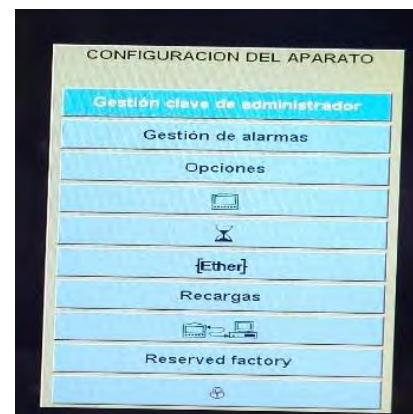 CONFIGURACION DEL APARATO
Gestión clave de administrador
Gestión de alarmas
Opciones
{Ether}
Recargas
Reserved factory